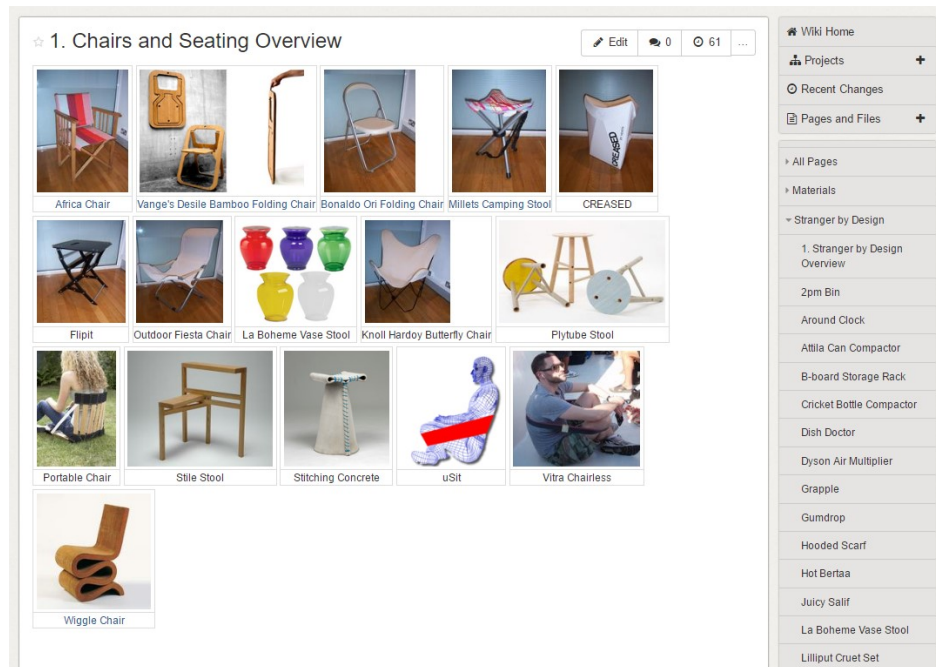 1. Chairs and Seating Overview
Edit
0
61
...
CREASED
Africa Chair
Vange's Desile Bamboo Folding Chair
Bonaldo Ori Folding Chair
Millets Camping Stool
CREASED
Flipit
Outdoor Fiesta Chair
La Boheme Vase Stool
Knoll Hardoy Butterfly Chair
Plytube Stool
Portable Chair
Stile Stool
Stitching Concrete
uSit
Vitra Chairless
Wiggle Chair
Wiki Home
Projects
Recent Changes
Pages and Files
All Pages
Materials
Stranger by Design
1. Stranger by Design
Overview
2pm Bin
Around Clock
Attila Can Compactor
B-board Storage Rack
Cricket Bottle Compactor
Dish Doctor
Dyson Air Multiplier
Grapple
Gumdrop
Hooded Scarf
Hot Bertaa
Juicy Salif
La Boheme Vase Stool
Lilliput Cruet Set